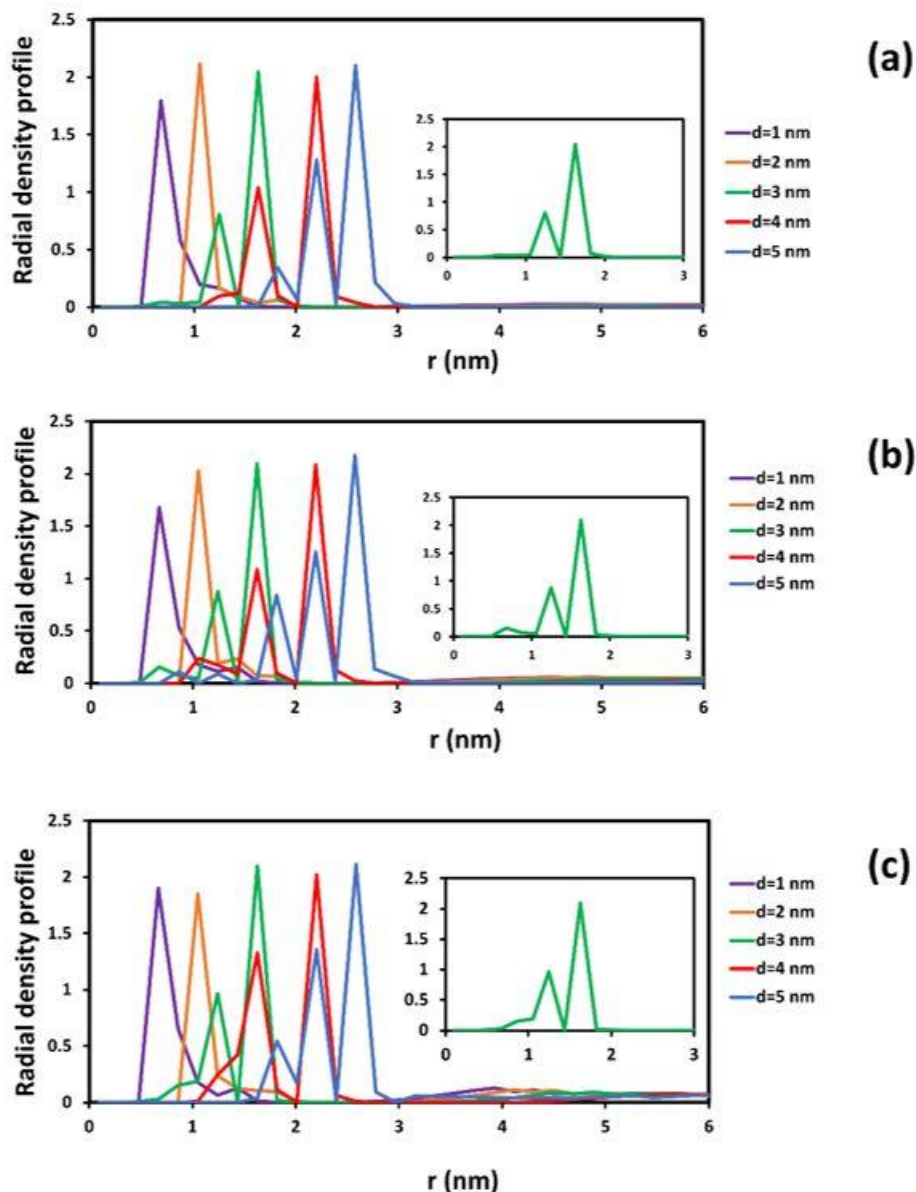 (a)
Radial density profile
2.5
2
1.5
1
0.5
0
0 1 2 3 4 5 6
r (nm)
2.5
2
1.5
1
0.5
0
0 1 2 3
d=1 nm
d=2 nm
d=3 nm
d=4 nm
d=5 nm
(b)
Radial density profile
2.5
2
1.5
1
0.5
0
0 1 2 3 4 5 6
r (nm)
2.5
2
1.5
1
0.5
0
0 1 2 3
d=1 nm
d=2 nm
d=3 nm
d=4 nm
d=5 nm
(c)
Radial density profile
2.5
2
1.5
1
0.5
0
0 1 2 3 4 5 6
r (nm)
2.5
2
1.5
1
0.5
0
0 1 2 3
d=1 nm
d=2 nm
d=3 nm
d=4 nm
d=5 nm